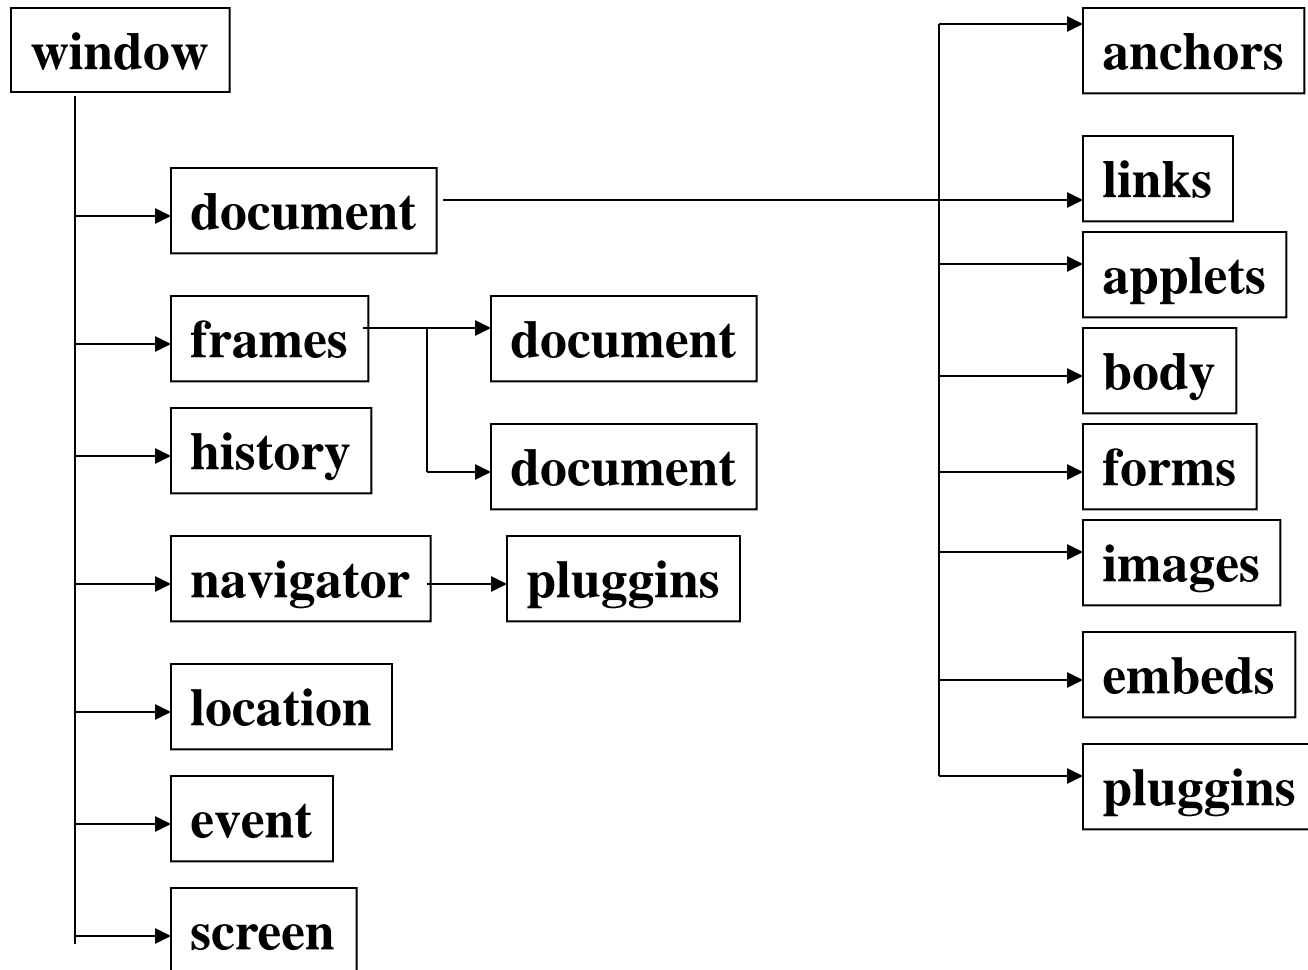 window
document
frames
document
document
history
navigator
pluggins
location
event
screen
anchors
links
applets
body
forms
images
embeds
pluggins